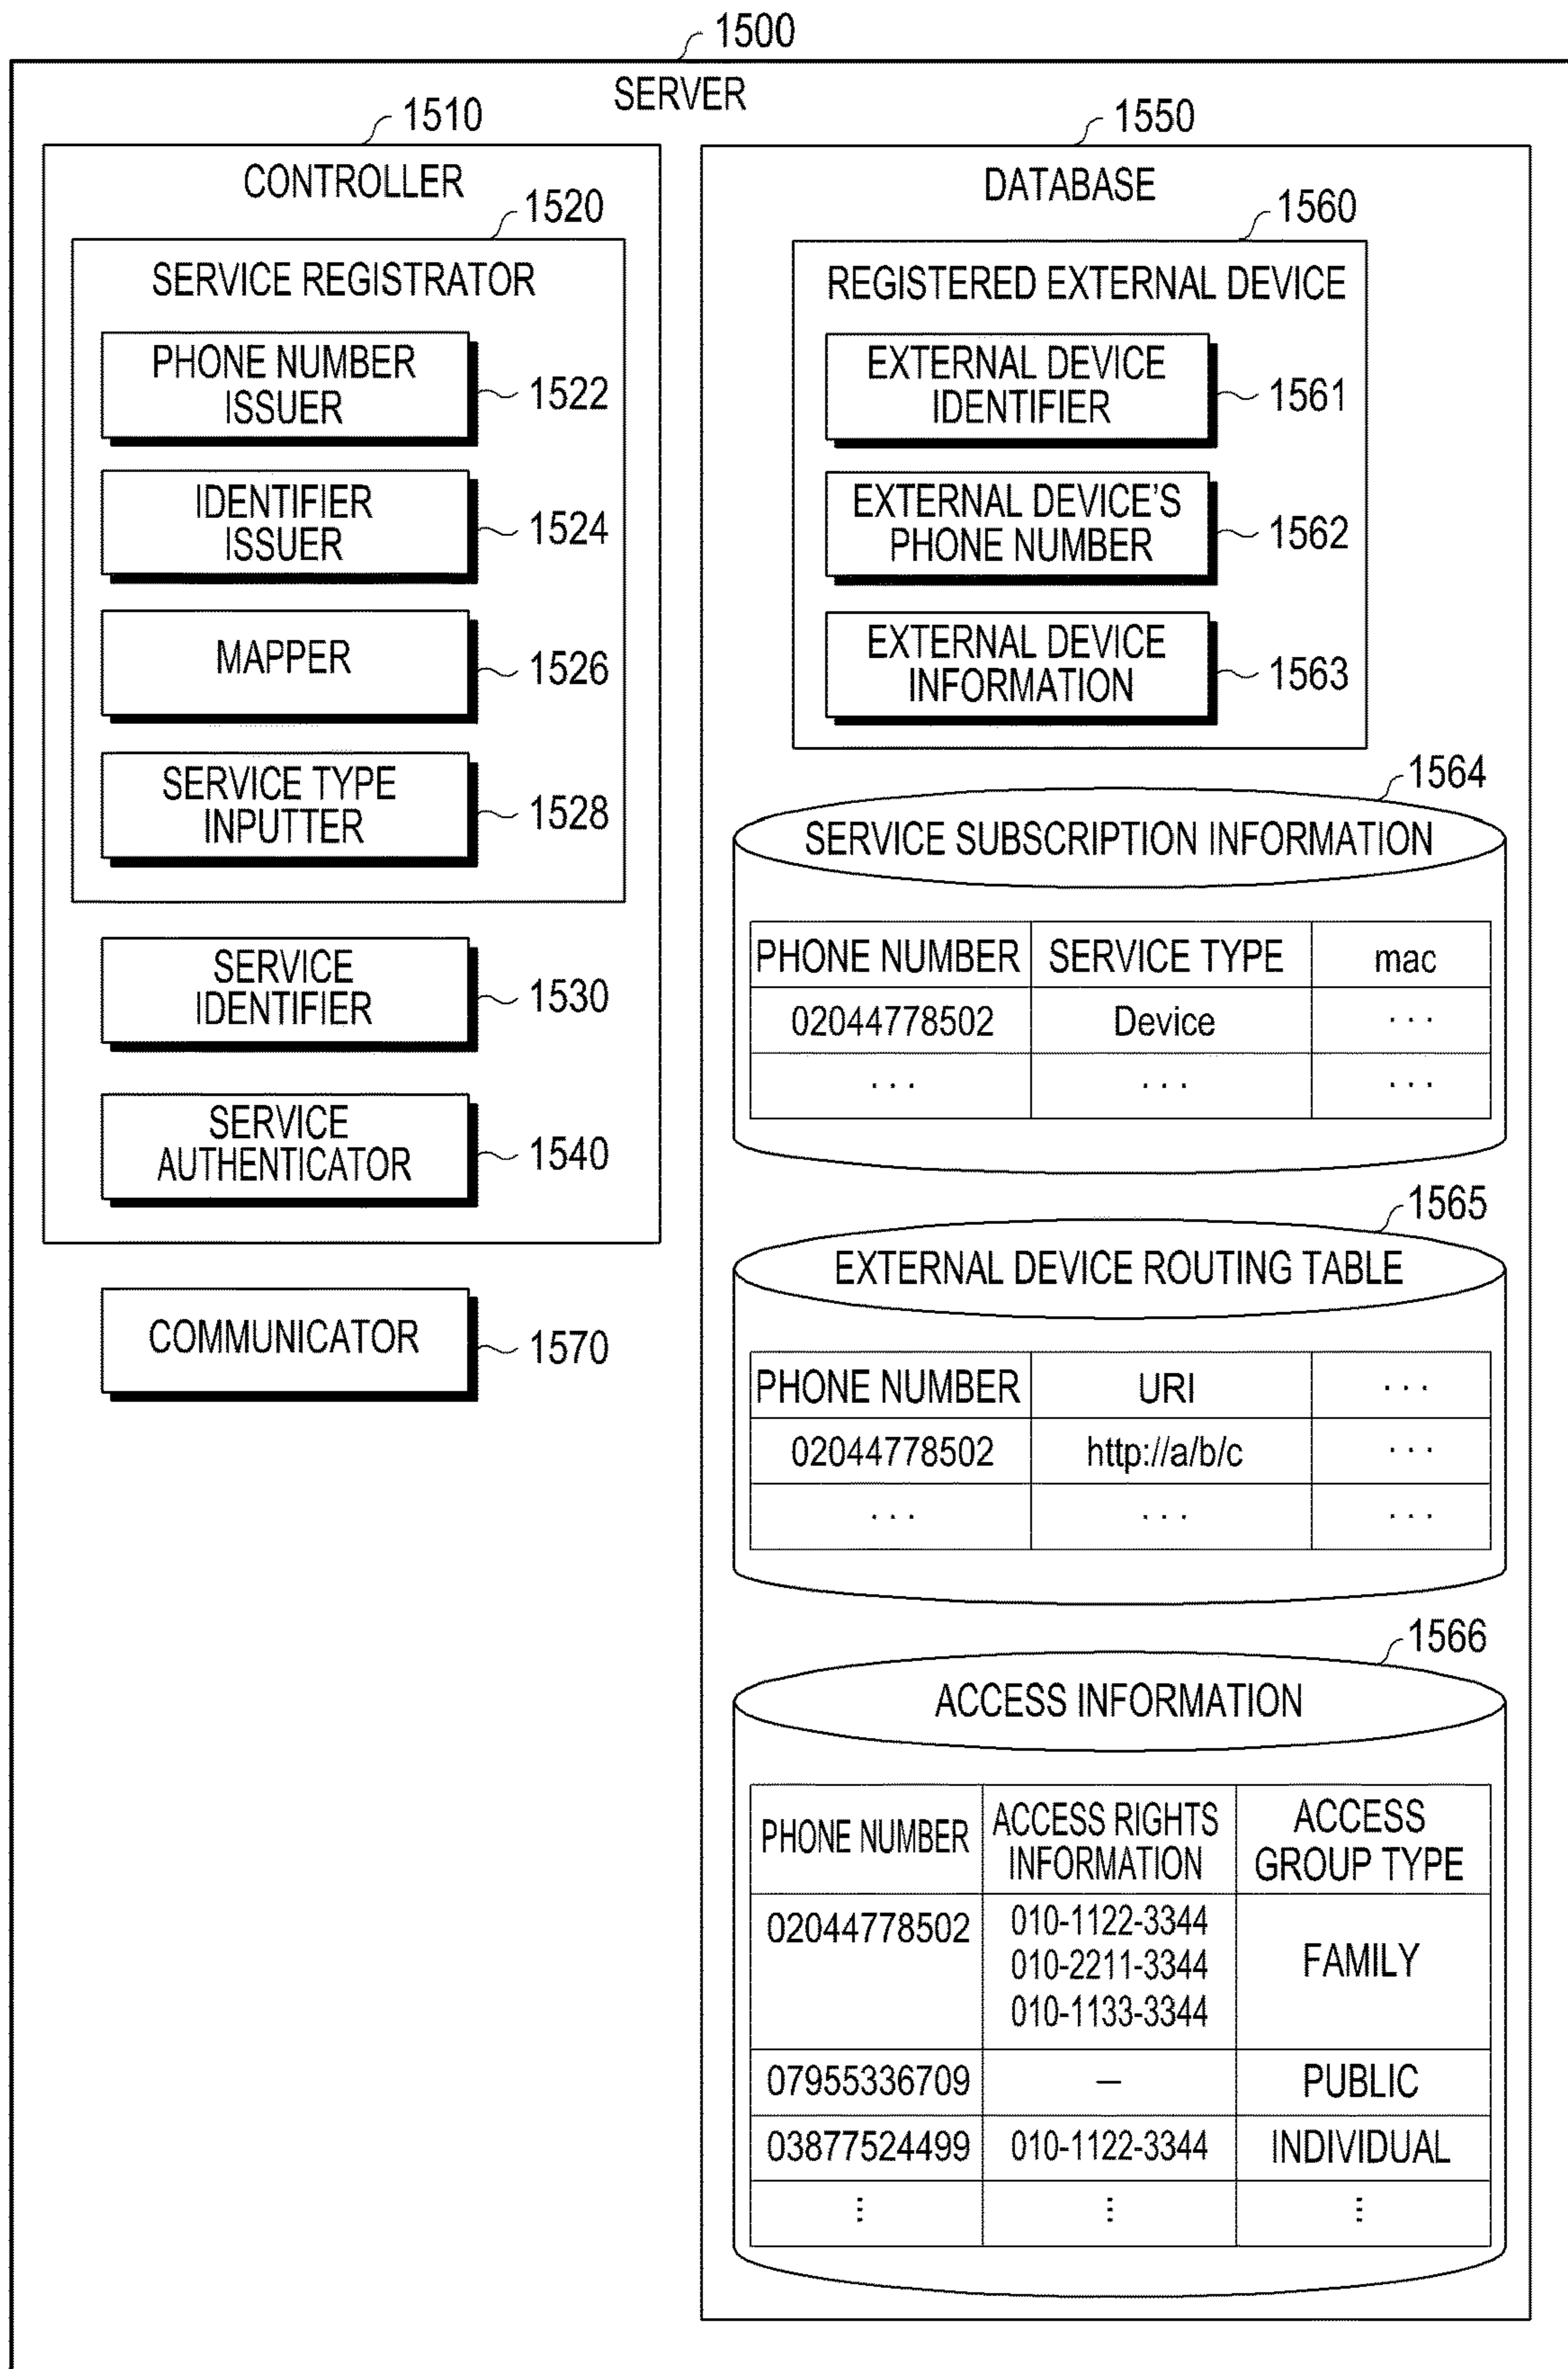 1500
SERVER
1510
CONTROLLER
1520
SERVICE REGISTRATOR
PHONE NUMBER
ISSUER
1522
IDENTIFIER
ISSUER
1524
MAPPER
1526
SERVICE TYPE
INPUTTER
1528
SERVICE
IDENTIFIER
1530
SERVICE
AUTHENTICATOR
1540
COMMUNICATOR
1570
1550
DATABASE
1560
REGISTERED EXTERNAL DEVICE
EXTERNAL DEVICE
IDENTIFIER
1561
EXTERNAL DEVICE'S
PHONE NUMBER
1562
EXTERNAL DEVICE
INFORMATION
1563
1564
SERVICE SUBSCRIPTION INFORMATION
PHONE NUMBER SERVICE TYPE mac
02044778502 Device ...
... ... ...
1565
EXTERNAL DEVICE ROUTING TABLE
PHONE NUMBER URI ...
02044778502 http://a/b/c ...
... ... ...
1566
ACCESS INFORMATION
PHONE NUMBER ACCESS RIGHTS INFORMATION ACCESS GROUP TYPE
02044778502 010-1122-3344
010-2211-3344 FAMILY
010-1133-3344
07955336709 – PUBLIC
03877524499 010-1122-3344 INDIVIDUAL
⋮ ⋮ ⋮